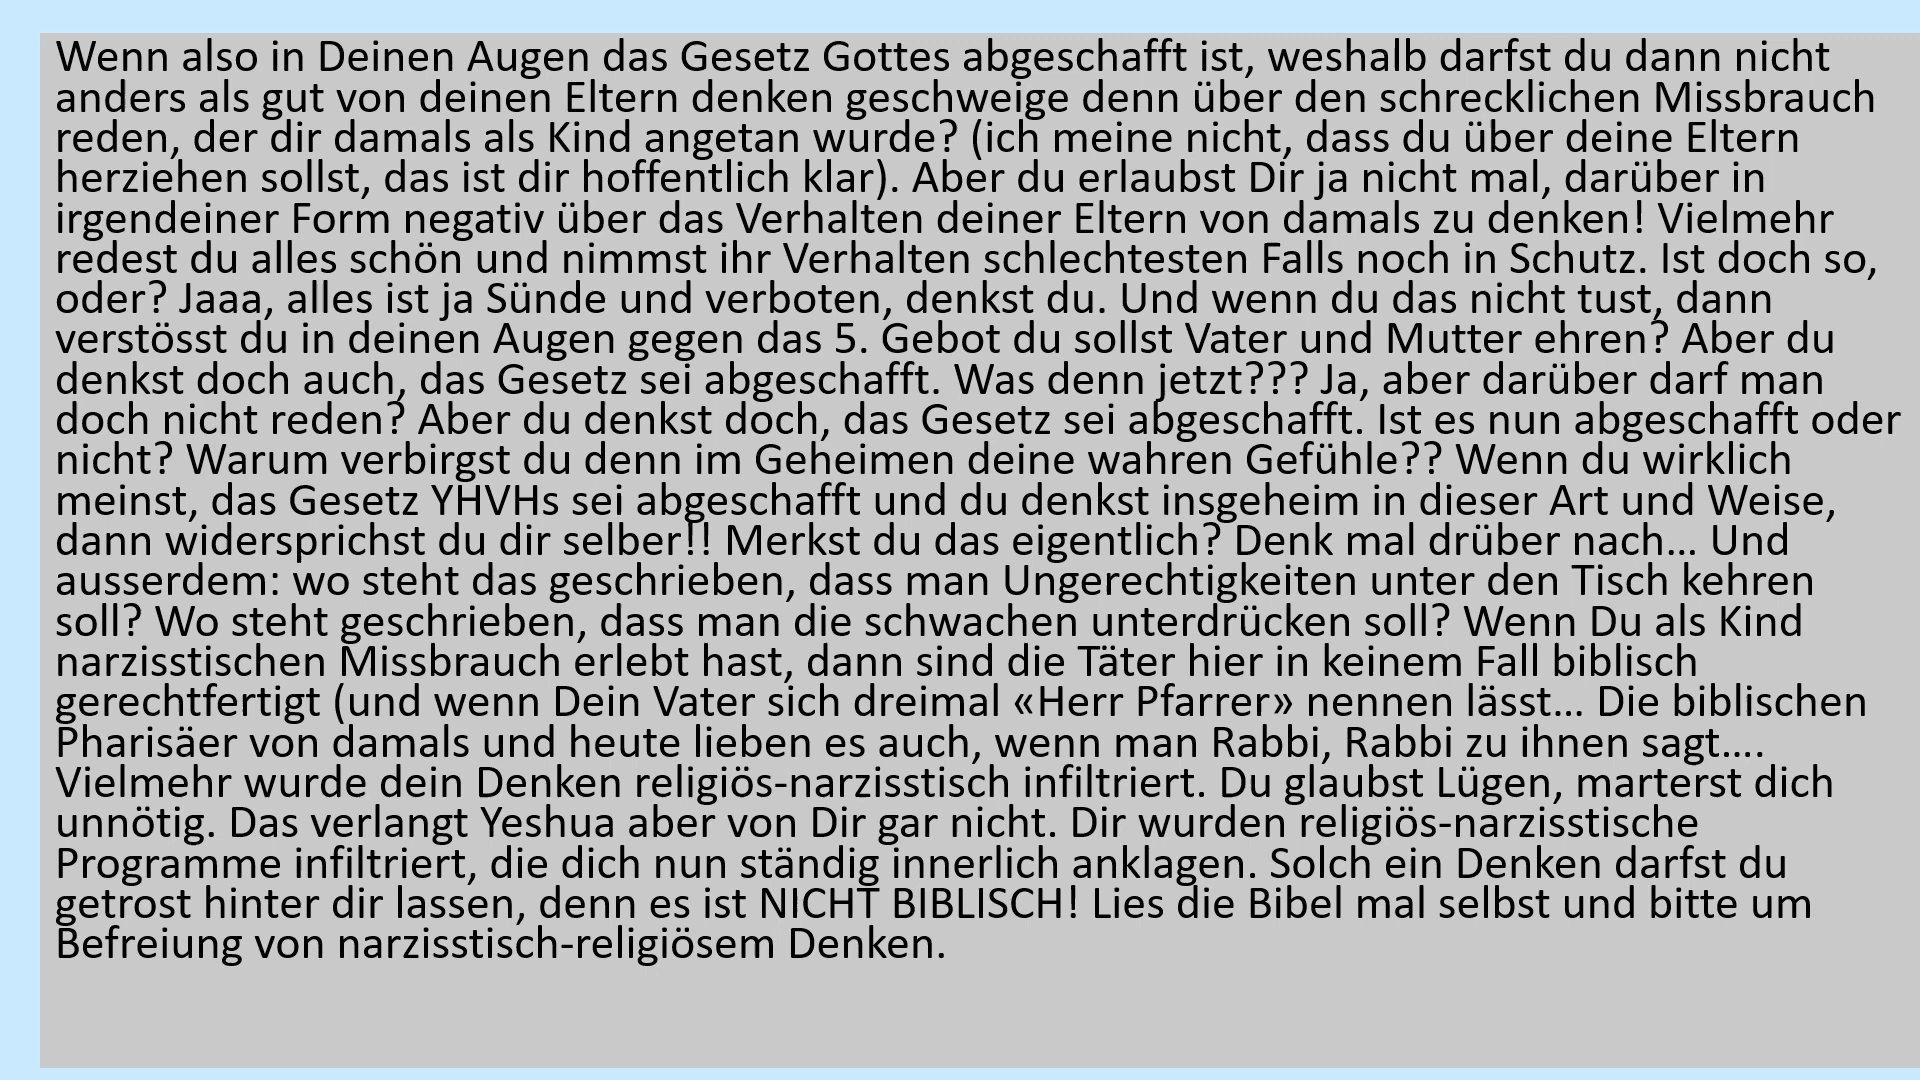 Wenn also in Deinen Augen das Gesetz Gottes abgeschafft ist, weshalb darfst du dann nicht
anders als gut von deinen Eltern denken geschweige denn über den schrecklichen Missbrauch
reden, der dir damals als Kind angetan wurde? (ich meine nicht, dass du über deine Eltern
herziehen sollst, das ist dir hoffentlich klar). Aber du erlaubst Dir ja nicht mal, darüber in
irgendeiner Form negativ über das Verhalten deiner Eltern von damals zu denken! Vielmehr
redest du alles schön und nimmst ihr Verhalten schlechtesten Falls noch in Schutz. Ist doch so,
oder? Jaaa, alles ist ja Sünde und verboten, denkst du. Und wenn du das nicht tust, dann
verstösst du in deinen Augen gegen das 5. Gebot du sollst Vater und Mutter ehren? Aber du
denkst doch auch, das Gesetz sei abgeschafft. Was denn jetzt??? Ja, aber darüber darf man
doch nicht reden? Aber du denkst doch, das Gesetz sei abgeschafft. Ist es nun abgeschafft oder
nicht? Warum verbirgst du denn im Geheimen deine wahren Gefühle?? Wenn du wirklich
meinst, das Gesetz YHVHs sei abgeschafft und du denkst insgeheim in dieser Art und Weise,
dann widersprichst du dir selber!! Merkst du das eigentlich? Denk mal drüber nach... Und
ausserdem: wo steht das geschrieben, dass man Ungerechtigkeiten unter den Tisch kehren
soll? Wo steht geschrieben, dass man die schwachen unterdrücken soll? Wenn Du als Kind
narzisstischen Missbrauch erlebt hast, dann sind die Täter hier in keinem Fall biblisch
gerechtfertigt (und wenn Dein Vater sich dreimal «Herr Pfarrer» nennen lässt... Die biblischen
Pharisäer von damals und heute lieben es auch, wenn man Rabbi, Rabbi zu ihnen sagt....
Vielmehr wurde dein Denken religiös-narzisstisch infiltriert. Du glaubst Lügen, marterst dich
unnötig. Das verlangt Yeshua aber von Dir gar nicht. Dir wurden religiös-narzisstische
Programme infiltriert, die dich nun ständig innerlich anklagen. Solch ein Denken darfst du
getrost hinter dir lassen, denn es ist NICHT BIBLISCH! Lies die Bibel mal selbst und bitte um
Befreiung von narzisstisch-religiösem Denken.